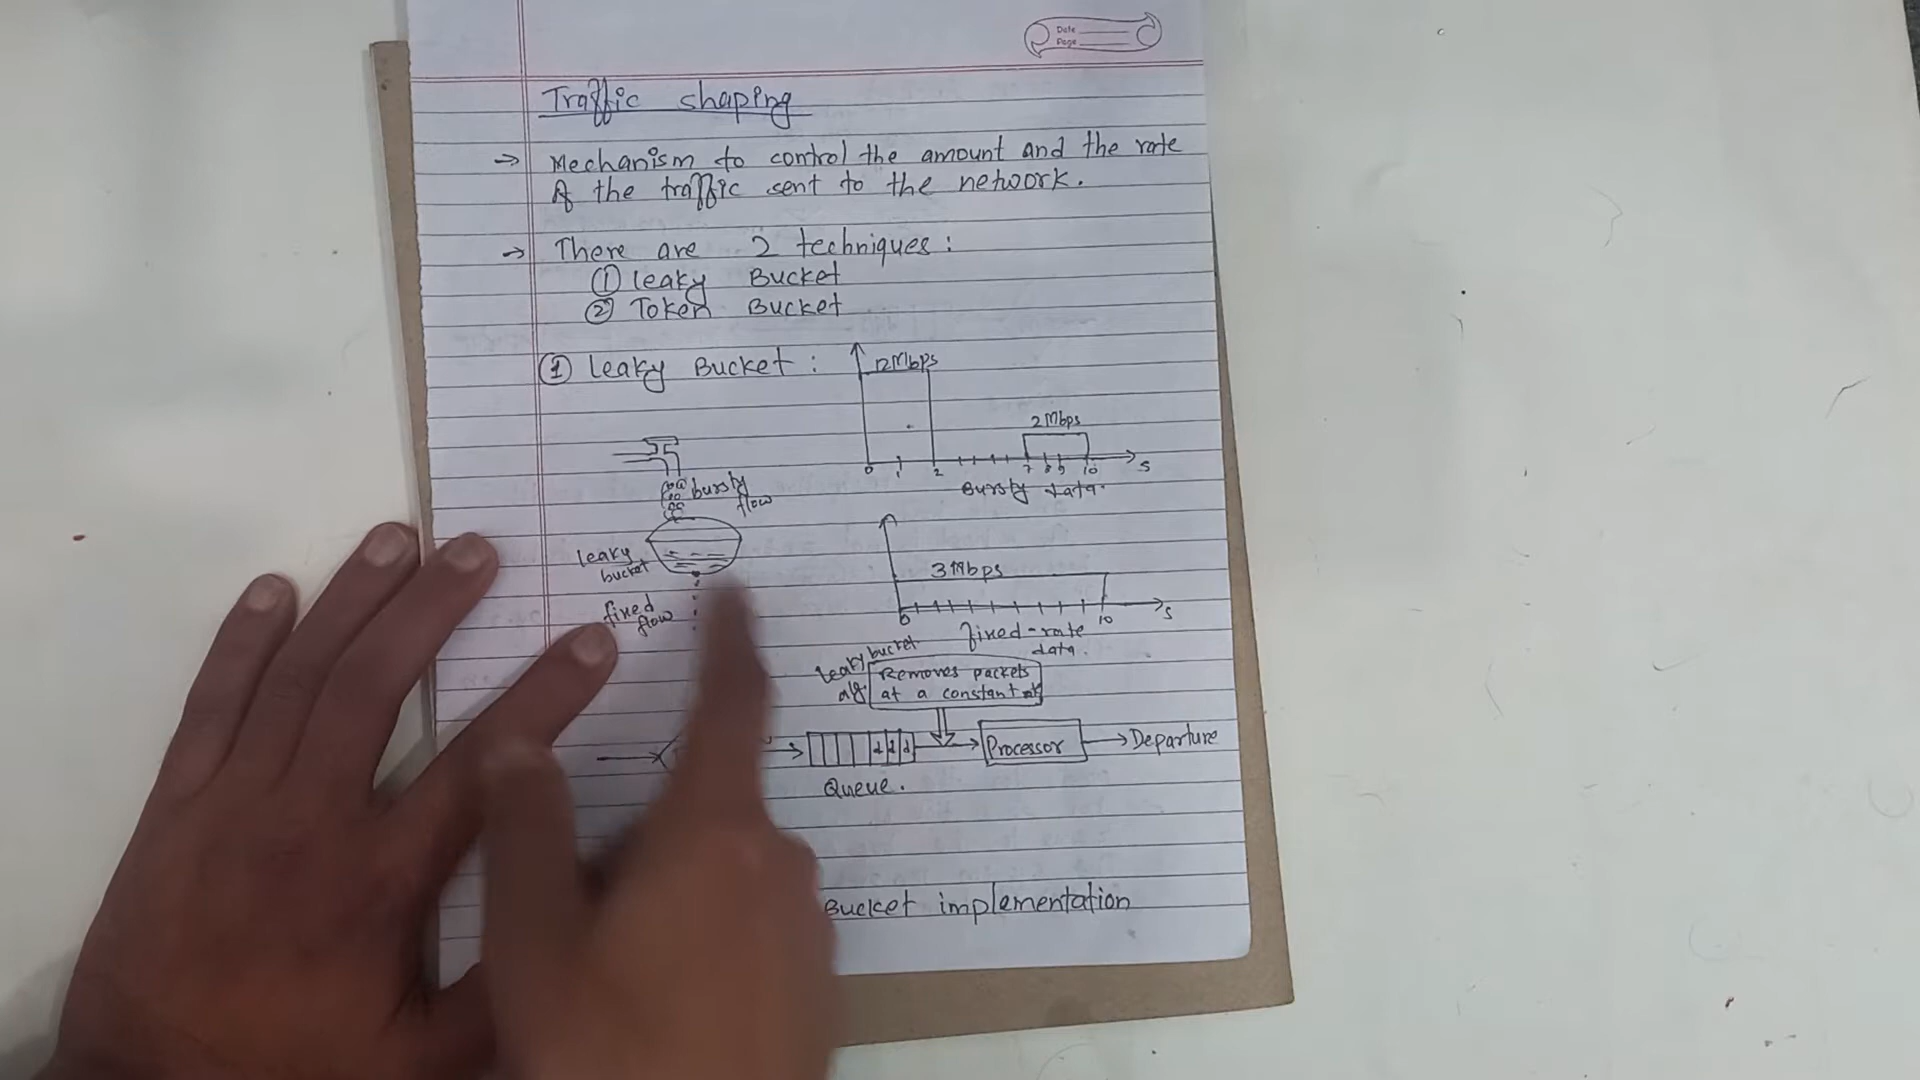 Date
Page
Traffic shaping
→ Mechanism to control the amount and the rate
of the traffic sent to the network.
→ There are 2 techniques:
① Leaky Bucket
② Token Bucket
① Leaky Bucket:
12Mbps
2Mbps
0 1 2 7 8 9 10 s
Bursty data.
bursty
flow
leaky
bucket
fixed
flow
3Mbps
0 10 s
fixed-rate
data.
leaky bucket
alg.
Removes packets
at a constant
Processor
Departure
Queue.
Bucket implementation